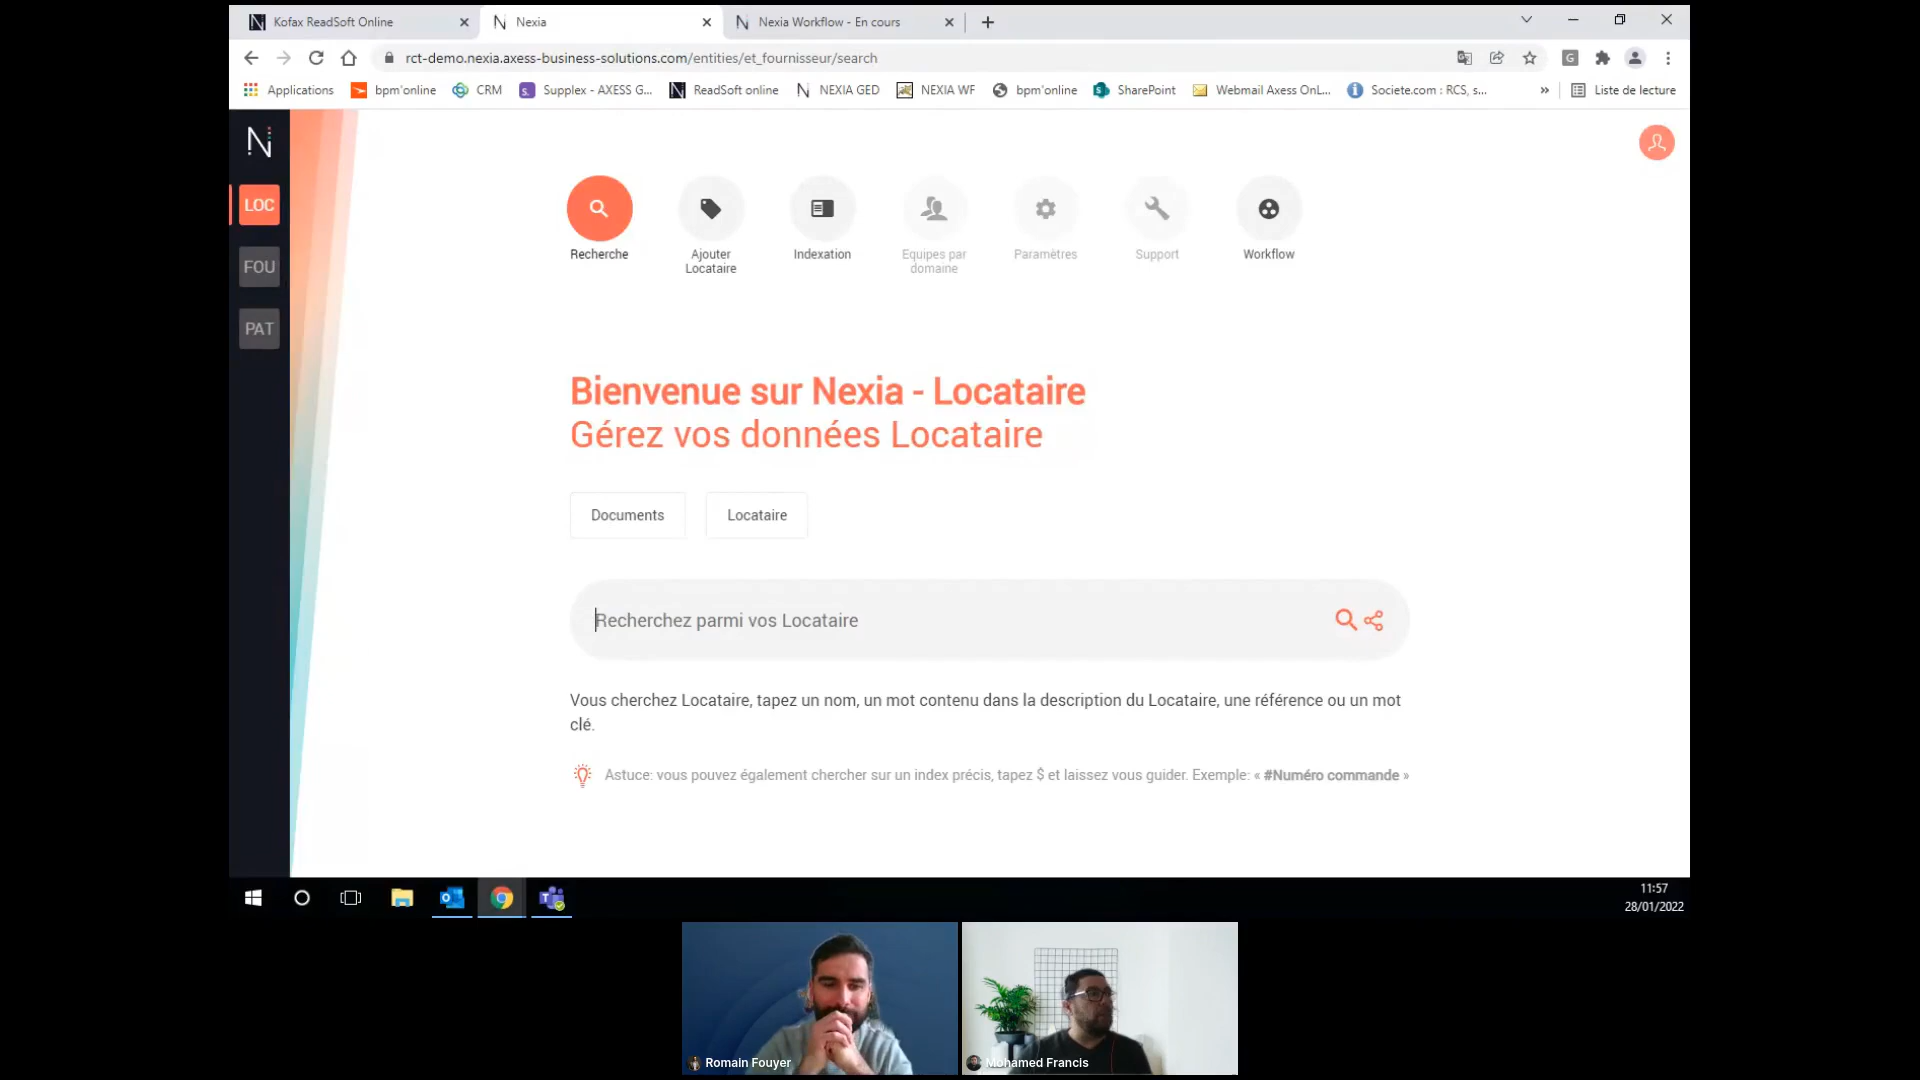 Kofax ReadSoft Online
Nexia
Nexia Workflow - En cours
rct-demo.nexia.axess-business-solutions.com/entities/et_fournisseur/search
Applications
bpm'online
CRM
Supplex - AXESS G...
ReadSoft online
NEXIA GED
NEXIA WF
bpm'online
SharePoint
Webmail Axess OnL...
Societe.com : RCS, s...
»
Liste de lecture
LOC
FOU
PAT
Recherche
Ajouter
Locataire
Indexation
Equipes par
domaine
Paramètres
Support
Workflow
Bienvenue sur Nexia - Locataire
Gérez vos données Locataire
Documents
Locataire
Recherchez parmi vos Locataire
Vous cherchez Locataire, tapez un nom, un mot contenu dans la description du Locataire, une référence ou un mot
clé.
Astuce: vous pouvez également chercher sur un index précis, tapez $ et laissez vous guider. Exemple: « #Numéro commande »
11:57
28/01/2022
Romain Fouyer
Mohamed Francis